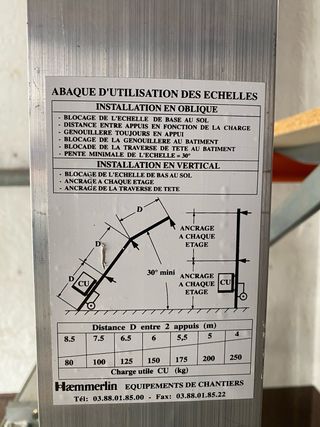 ABAQUE D'UTILISATION DES ECHELLES
INSTALLATION EN OBLIQUE
- BLOCAGE DE L'ECHELLE DE BASE AU SOL
- DISTANCE ENTRE APPUIS EN FONCTION DE LA CHARGE
- GENOUILLERE TOUJOURS EN APPUI
- BLOCAGE DE LA GENOUILLERE AU BATIMENT
- BLOCADE DE LA TRAVERSE DE TETE AU BATIMENT
- PENTE MINIMALE DE L'ECHELLE = 30°
INSTALLATION EN VERTICAL
- BLOCAGE DE L'ECHELLE DE BAS AU SOL
- ANCRAGE A CHAQUE ETAGE
- ANCRAGE DE LA TRAVERSE DE TETE
D
D
D
CU
30° mini
ANCRAGE
A CHAQUE
ETAGE
ANCRAGE
A CHAQUE
ETAGE
CU
Distance D entre 2 appuis (m)
8.5 7.5 6.5 6 5,5 5 4
80 100 125 150 175 200 250
Charge utile CU (kg)
Hæmmerlin EQUIPEMENTS DE CHANTIERS
Tél: 03.88.01.85.00 - Fax: 03.88.01.85.22